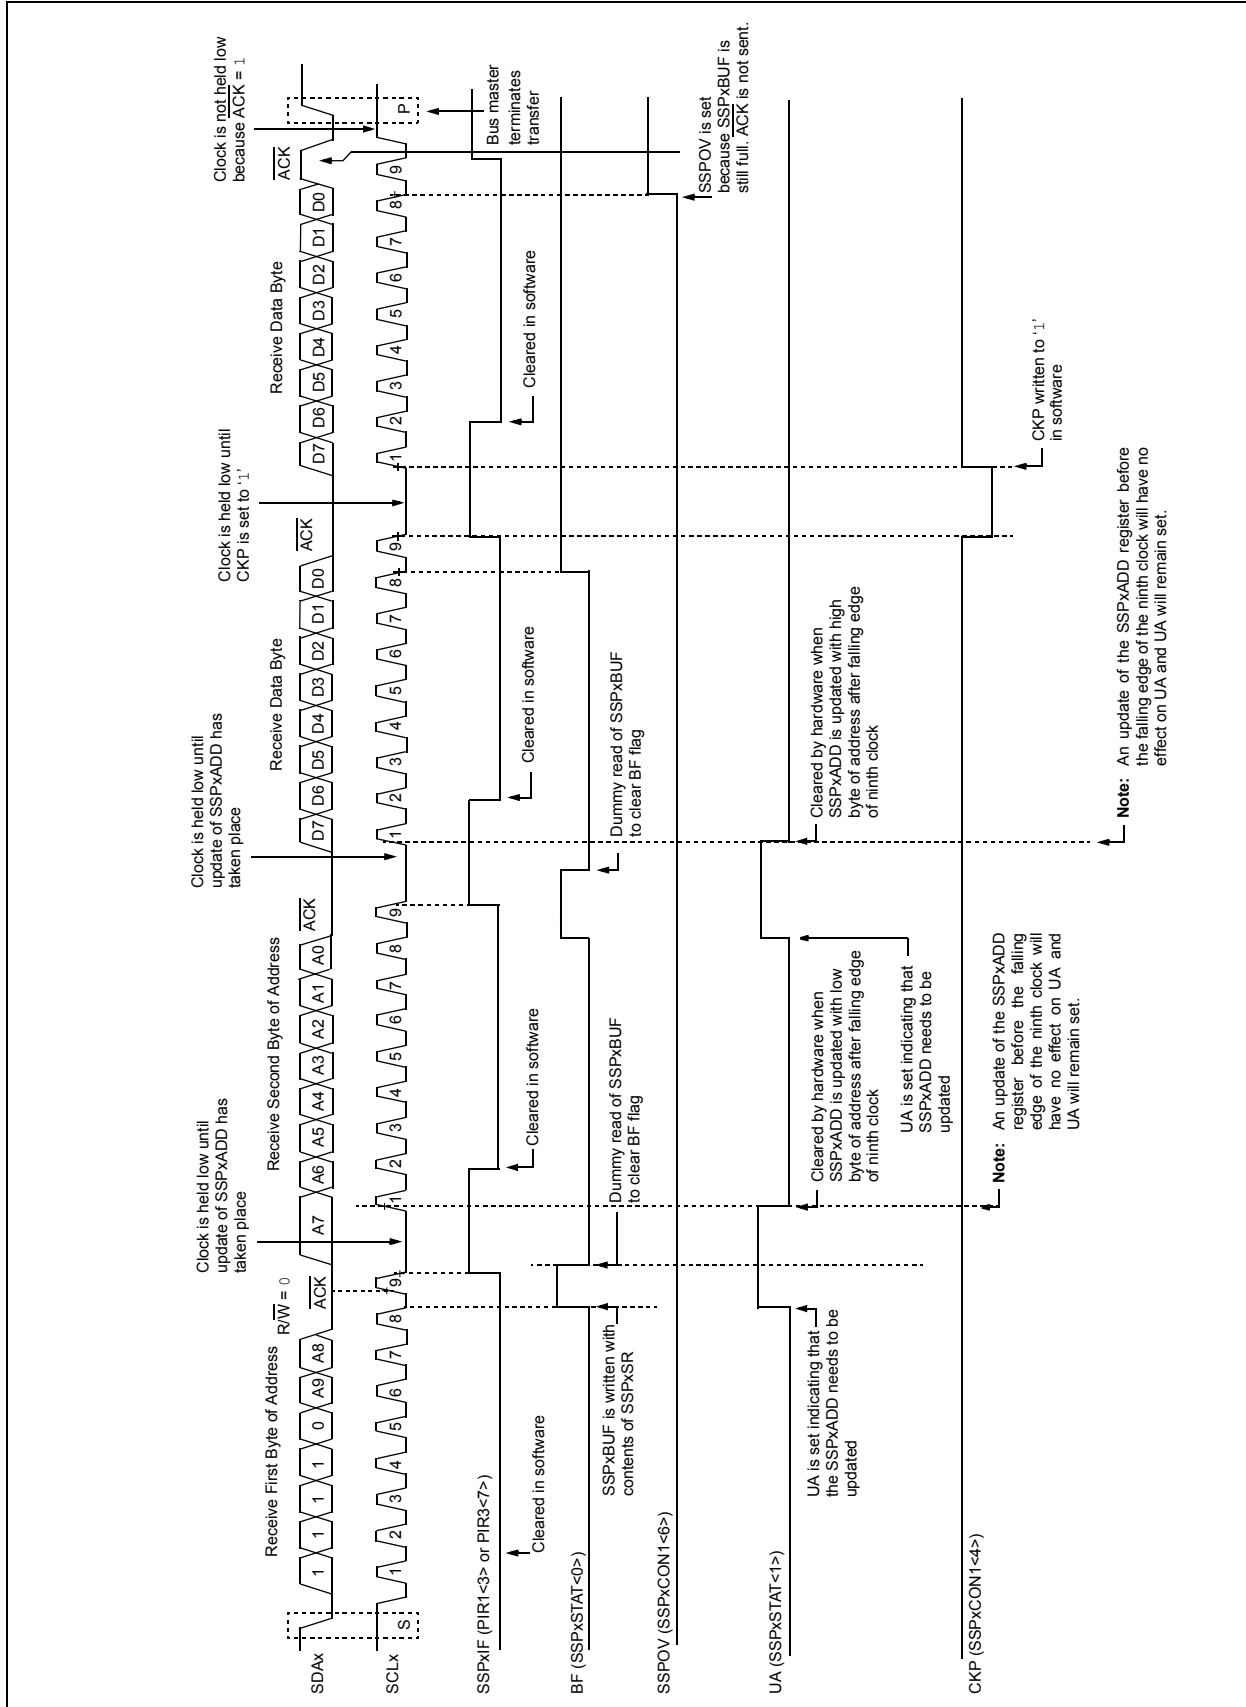 Receive First Byte of Address
R/W = 0
ACK
Clock is held low until
update of SSPxADD has
taken place
Receive Second Byte of Address
ACK
Clock is held low until
update of SSPxADD has
taken place
Receive Data Byte
ACK
Clock is held low until
CKP is set to ‘1’
Receive Data Byte
ACK
Clock is not held low
because ACK = 1
SDAx
1 1 1 1 0 A9 A8
A7 A6 A5 A4 A3 A2 A1 A0
D7 D6 D5 D4 D3 D2 D1 D0
D7 D6 D5 D4 D3 D2 D1 D0
SCLx
S
1 2 3 4 5 6 7 8 9
1 2 3 4 5 6 7 8 9
1 2 3 4 5 6 7 8 9
1 2 3 4 5 6 7 8 9
P
Bus master
terminates
transfer
SSPxIF (PIR1<3> or PIR3<7>)
Cleared in software
Cleared in software
Cleared in software
Cleared in software
BF (SSPxSTAT<0>)
SSPxBUF is written with
contents of SSPxSR
Dummy read of SSPxBUF
to clear BF flag
Dummy read of SSPxBUF
to clear BF flag
SSPOV (SSPxCON1<6>)
SSPOV is set
because SSPxBUF is
still full. ACK is not sent.
UA (SSPxSTAT<1>)
UA is set indicating that
the SSPxADD needs to be
updated
Cleared by hardware when
SSPxADD is updated with low
byte of address after falling edge
of ninth clock
UA is set indicating that
SSPxADD needs to be
updated
Cleared by hardware when
SSPxADD is updated with high
byte of address after falling edge
of ninth clock
CKP (SSPxCON1<4>)
CKP written to ‘1’
in software
Note: An update of the SSPxADD
register before the falling
edge of the ninth clock will
have no effect on UA and
UA will remain set.
Note: An update of the SSPxADD register before
the falling edge of the ninth clock will have no
effect on UA and UA will remain set.